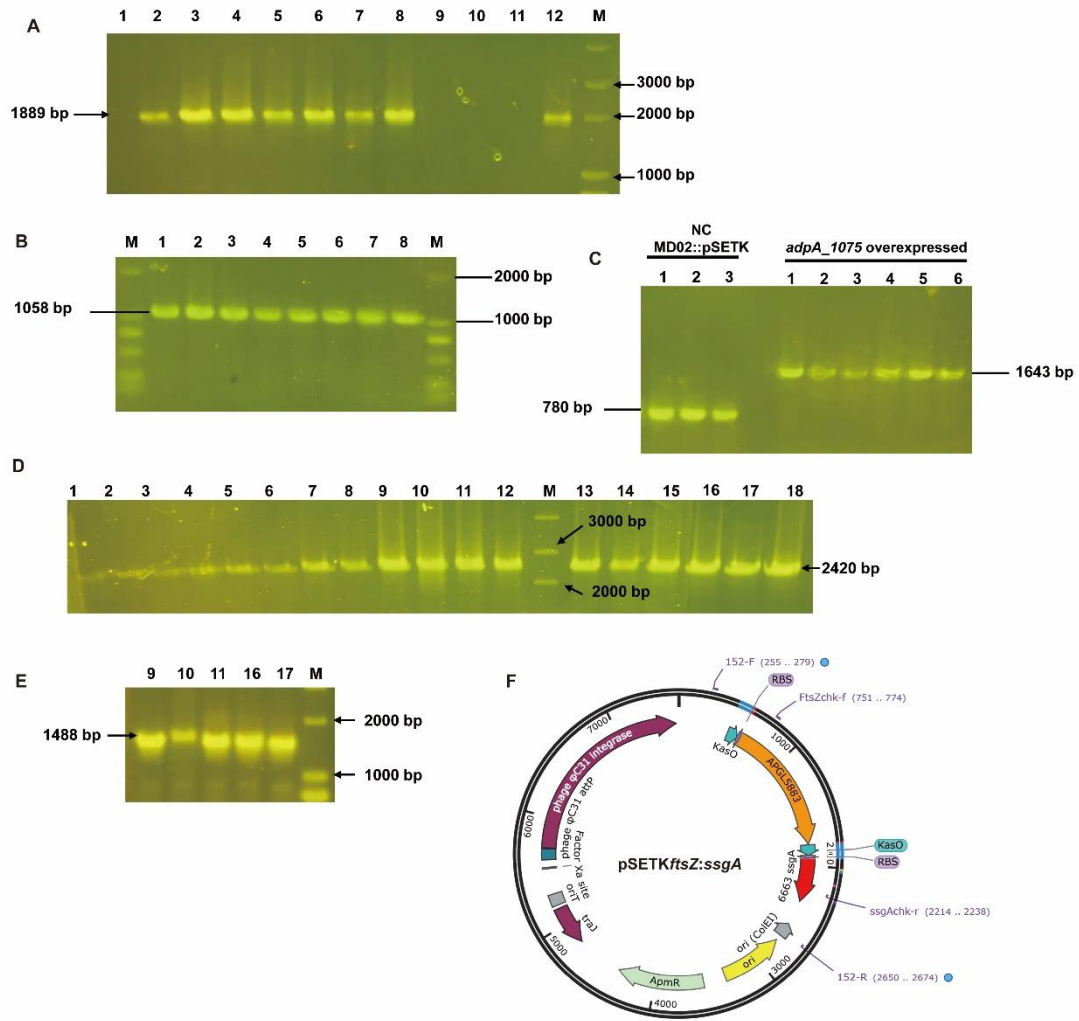 A
1 2 3 4 5 6 7 8 9 10 11 12 M
1889 bp
3000 bp
2000 bp
1000 bp
B
M 1 2 3 4 5 6 7 8 M
1058 bp
2000 bp
1000 bp
C
NC
MD02::pSETK
adpA_1075 overexpressed
1 2 3
1 2 3 4 5 6
780 bp
1643 bp
D
1 2 3 4 5 6 7 8 9 10 11 12 M 13 14 15 16 17 18
3000 bp
2000 bp
2420 bp
E
9 10 11 16 17 M
1488 bp
2000 bp
1000 bp
F
152-F (255 .. 279)
RBS
FtsZchk-f (751 .. 774)
1000
KasO
APGL5883
KasO
RBS
6663 ssgA
ssgAchk-r (2214 .. 2238)
152-R (2650 .. 2674)
ori (ColE1)
ori
3000
ApmR
4000
traJ
oriT
5000
Factor Xa site
phage φC31 attP
6000
phage φC31 integrase
7000
pSETKftsZ:ssgA